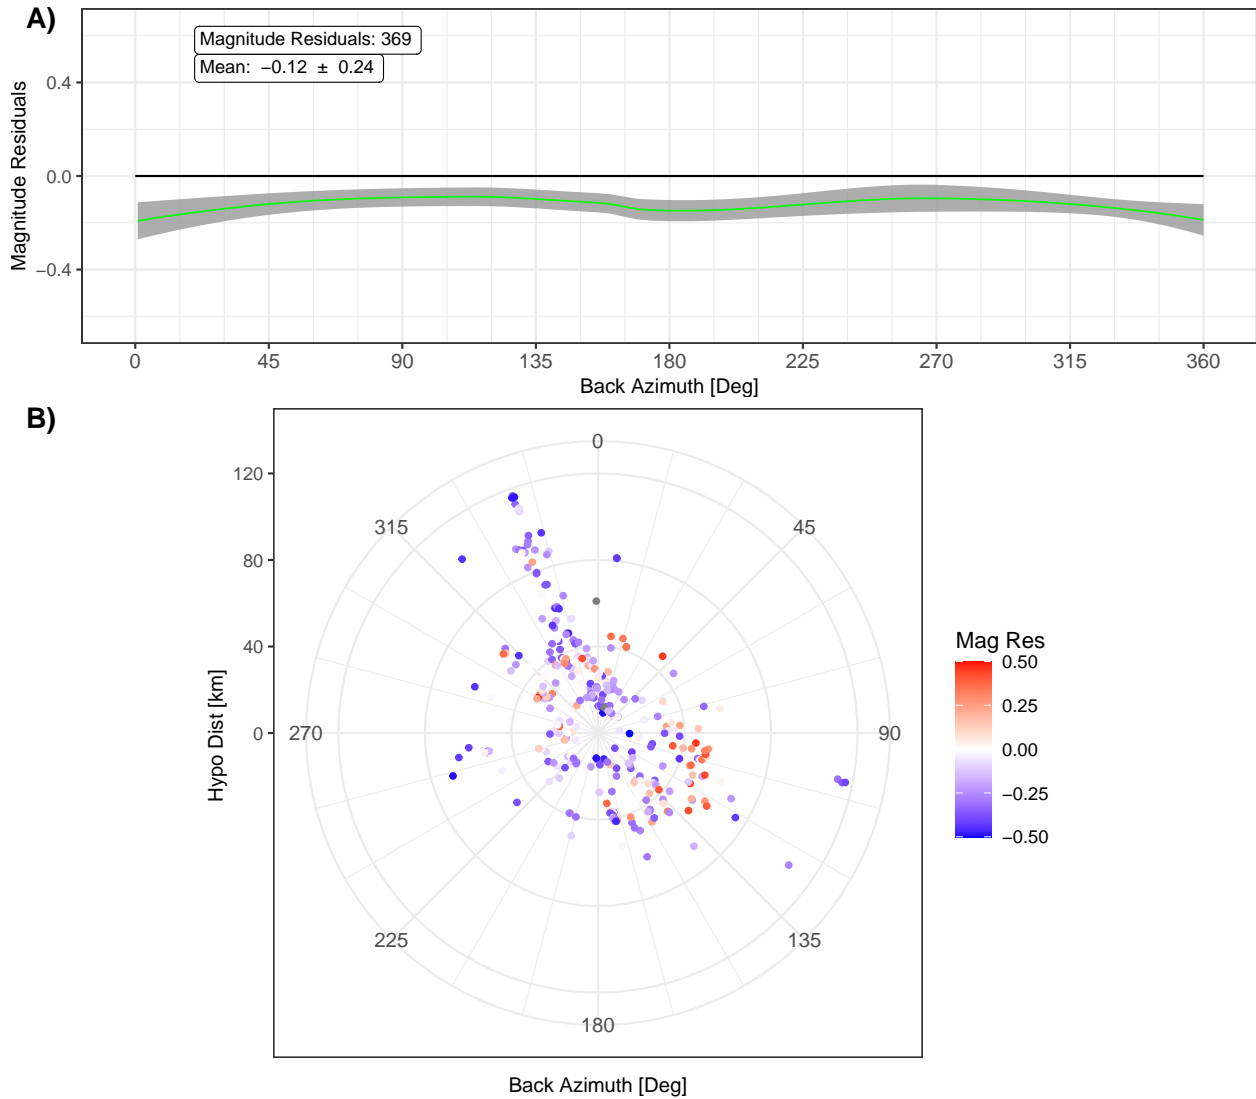 A)
Magnitude Residuals: 369
Mean:  −0.12  ±  0.24
Magnitude Residuals
0.4
0.0
−0.4
0 45 90 135 180 225 270 315 360
Back Azimuth [Deg]
B)
Hypo Dist [km]
120
80
40
0
0
45
90
135
180
225
270
315
Back Azimuth [Deg]
Mag Res
0.50
0.25
0.00
−0.25
−0.50